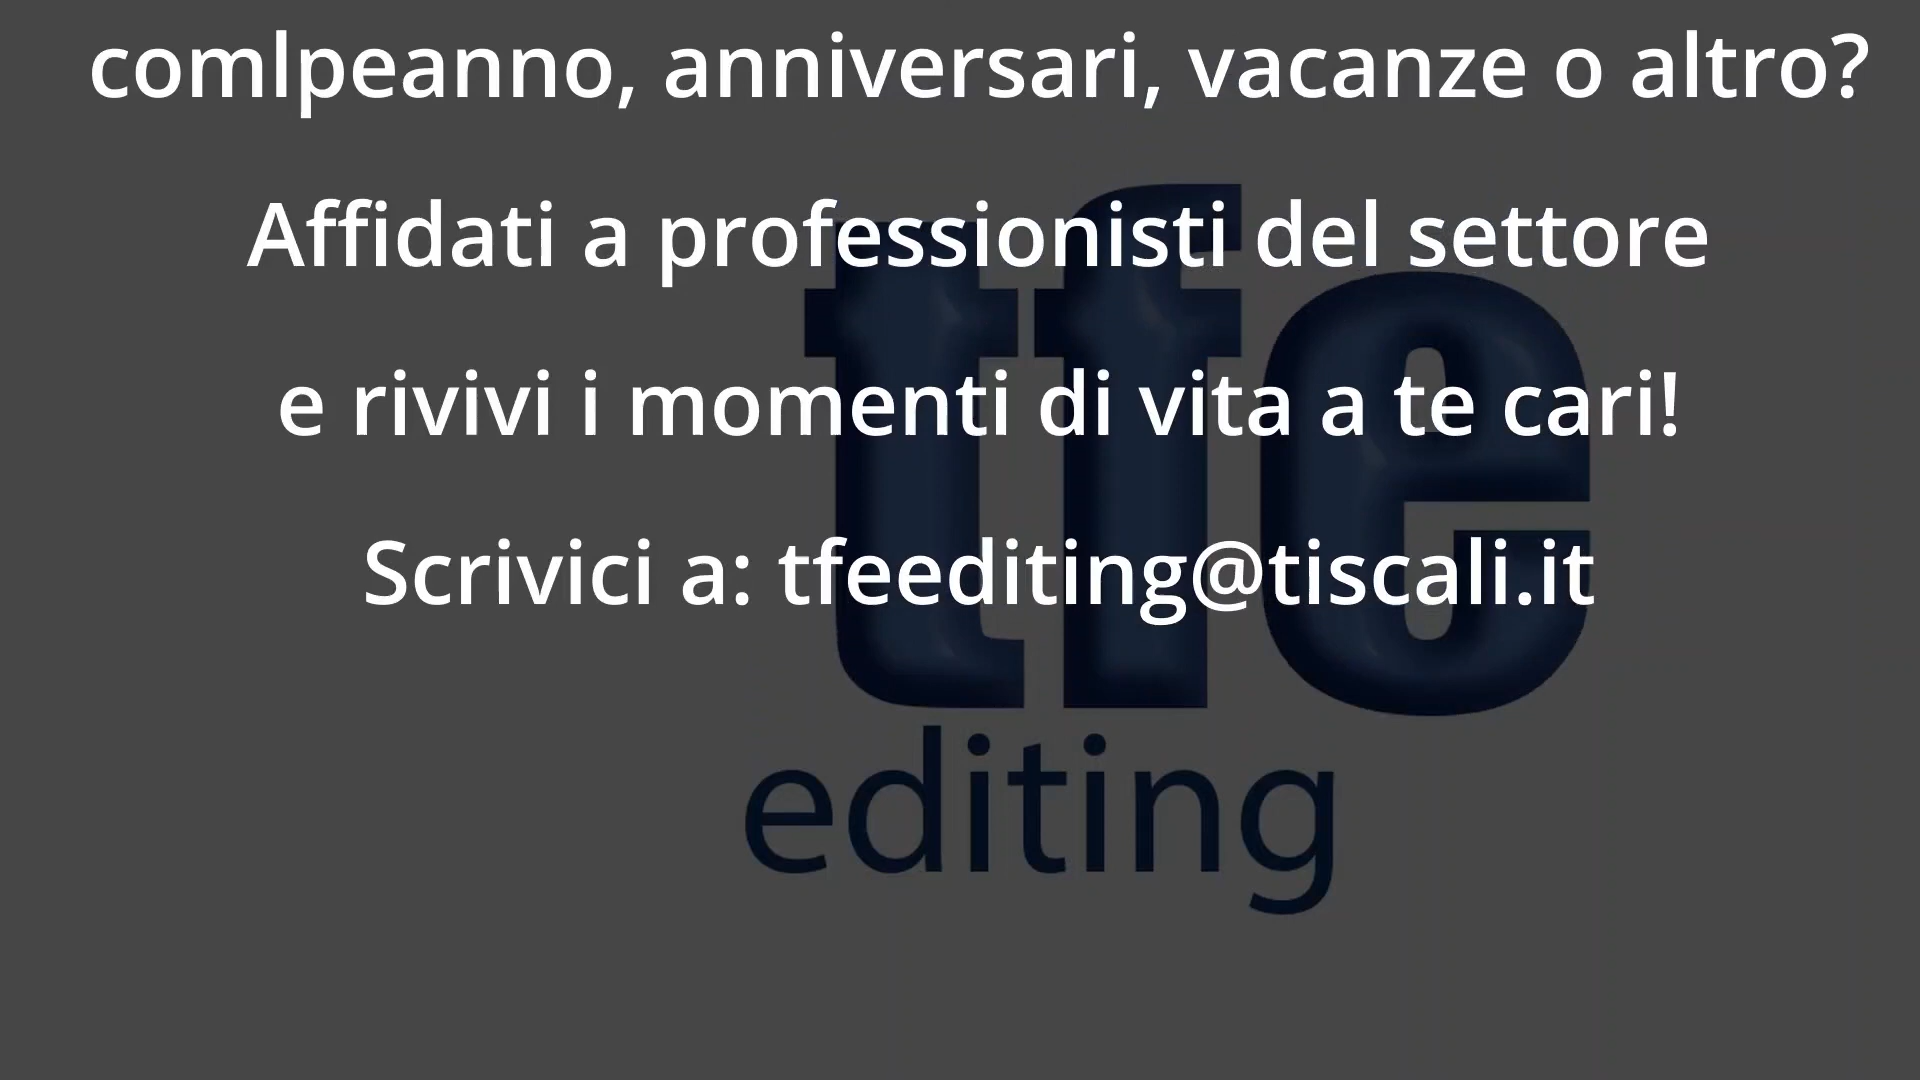 comlpeanno, anniversari, vacanze o altro?
Affidati a professionisti del settore
e rivivi i momenti di vita a te cari!
Scrivici a: tfeediting@tiscali.it
tfe
editing